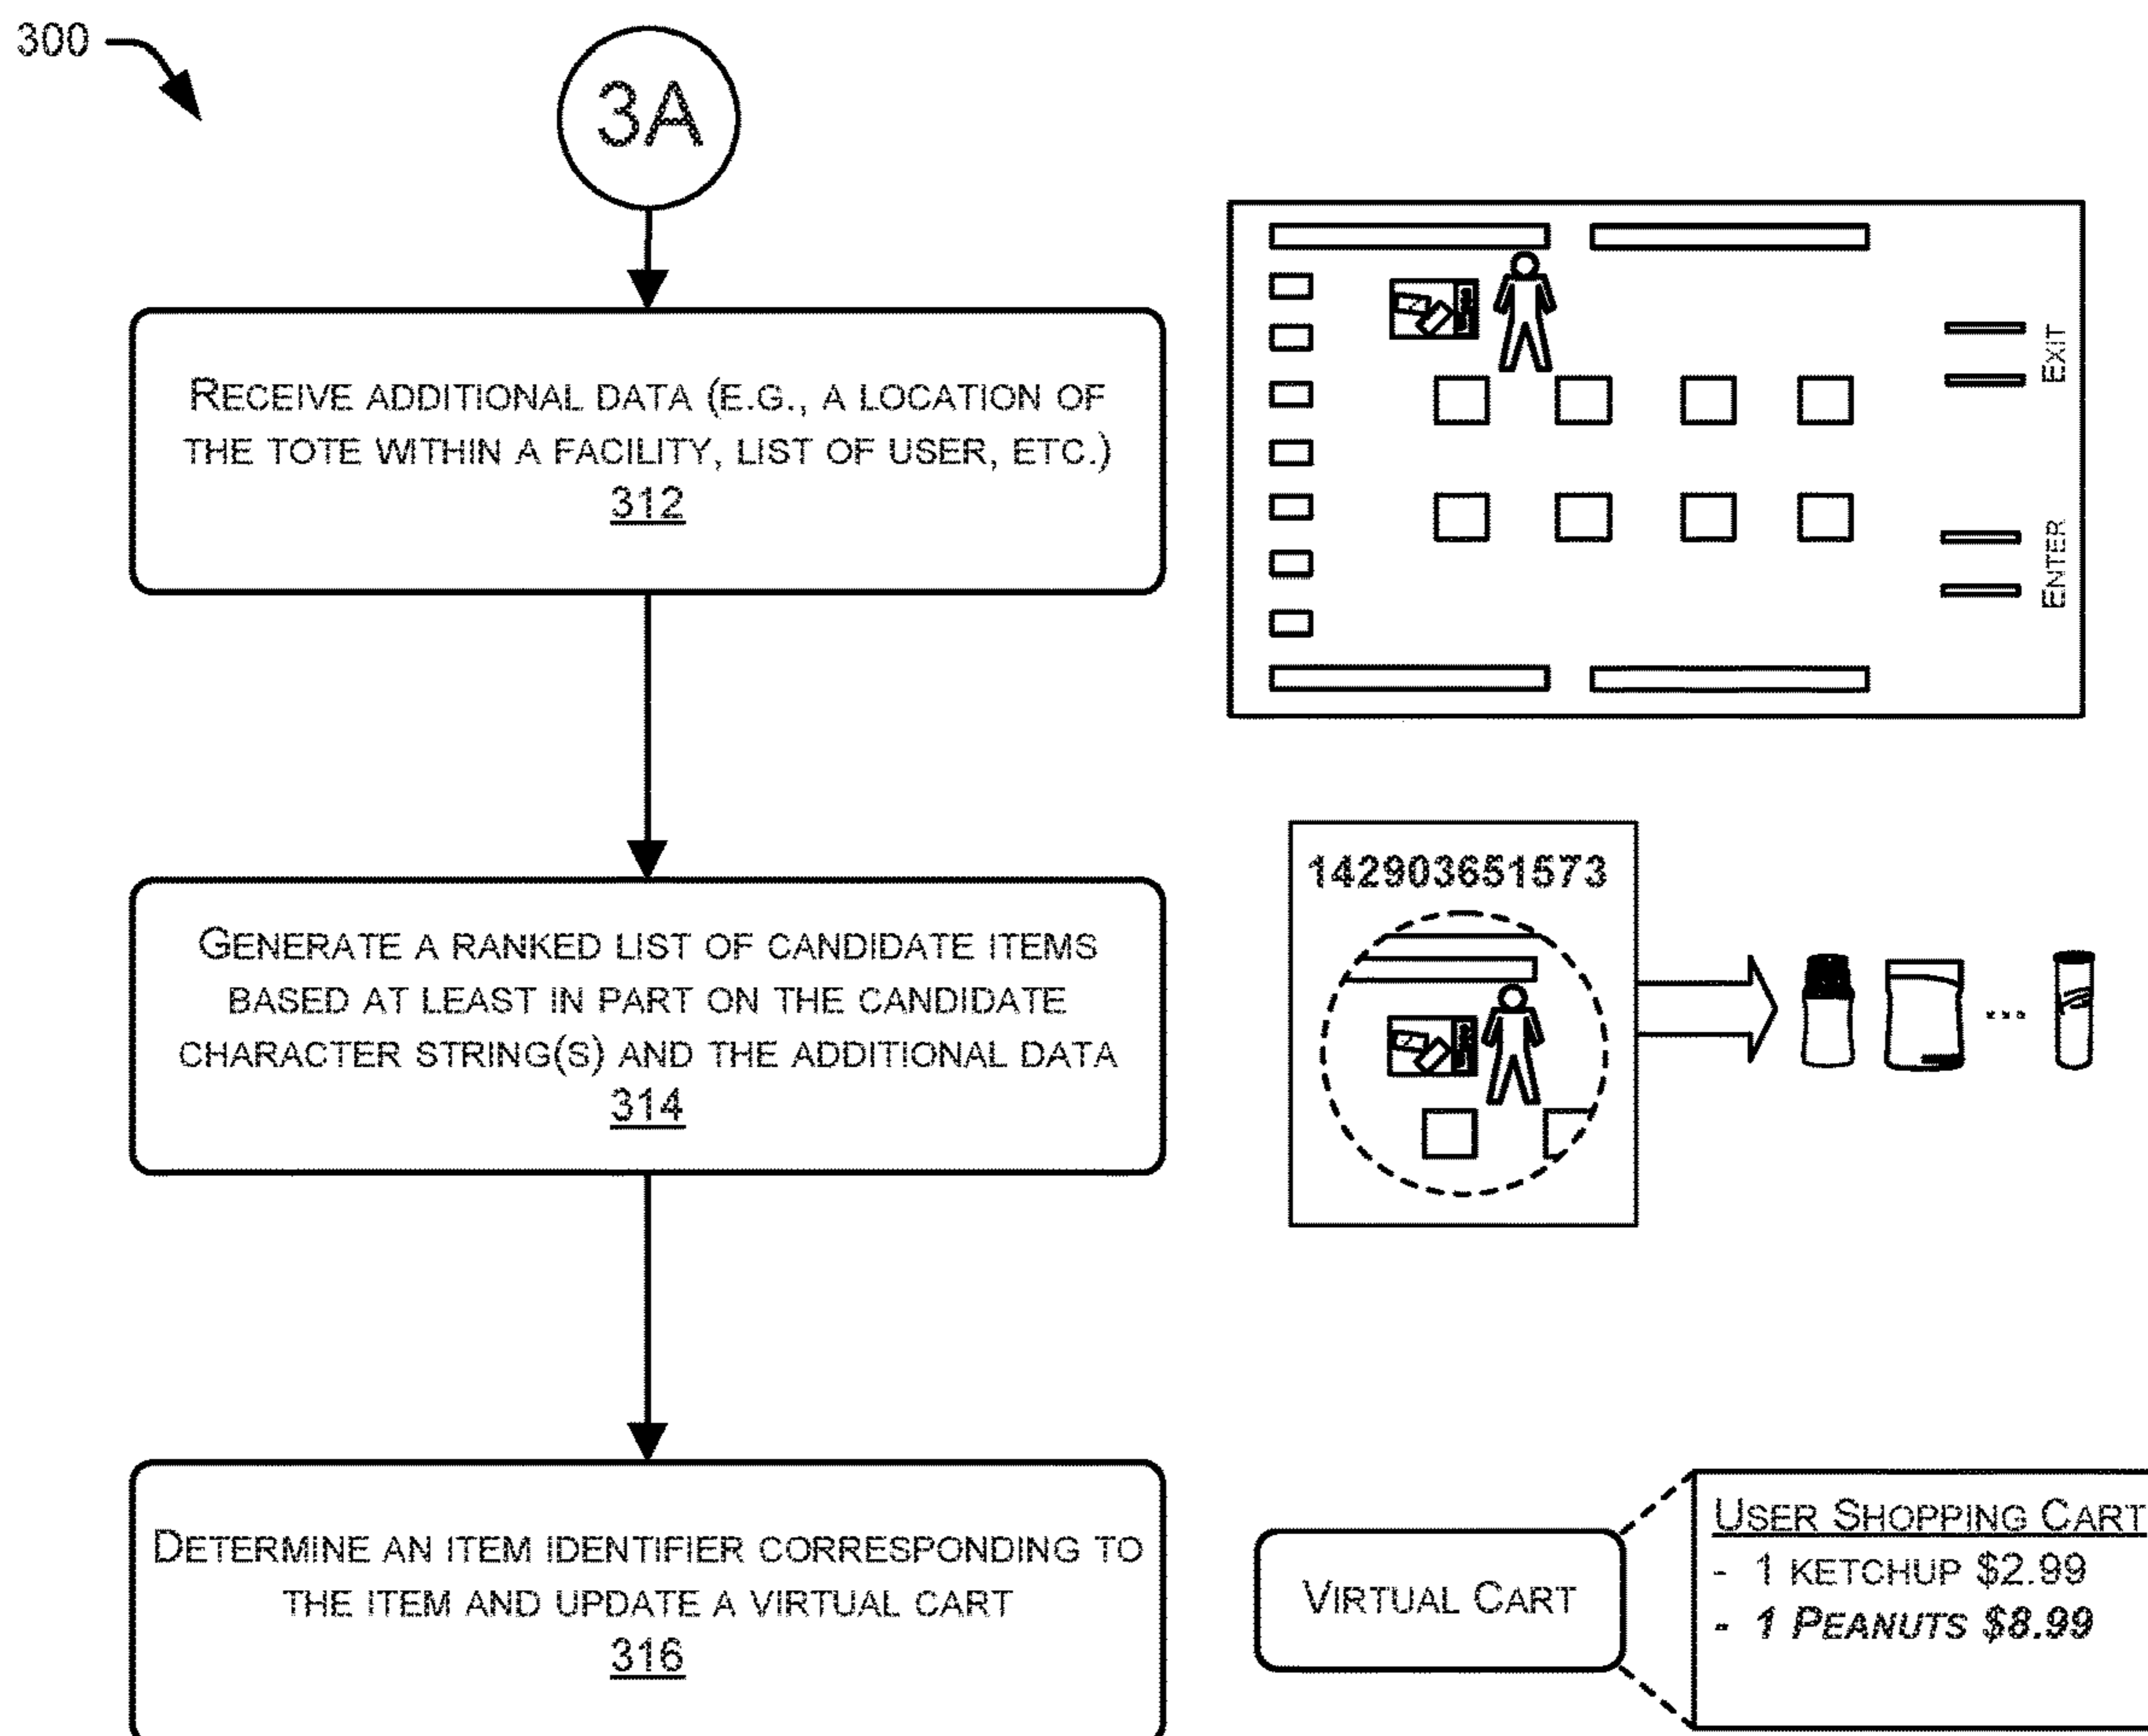 300
3A
RECEIVE ADDITIONAL DATA (E.G., A LOCATION OF
THE TOTE WITHIN A FACILITY, LIST OF USER, ETC.)
312
EXIT
ENTER
GENERATE A RANKED LIST OF CANDIDATE ITEMS
BASED AT LEAST IN PART ON THE CANDIDATE
CHARACTER STRING(S) AND THE ADDITIONAL DATA
314
142903651573
...
DETERMINE AN ITEM IDENTIFIER CORRESPONDING TO
THE ITEM AND UPDATE A VIRTUAL CART
316
VIRTUAL CART
USER SHOPPING CART
- 1 KETCHUP $2.99
- 1 PEANUTS $8.99